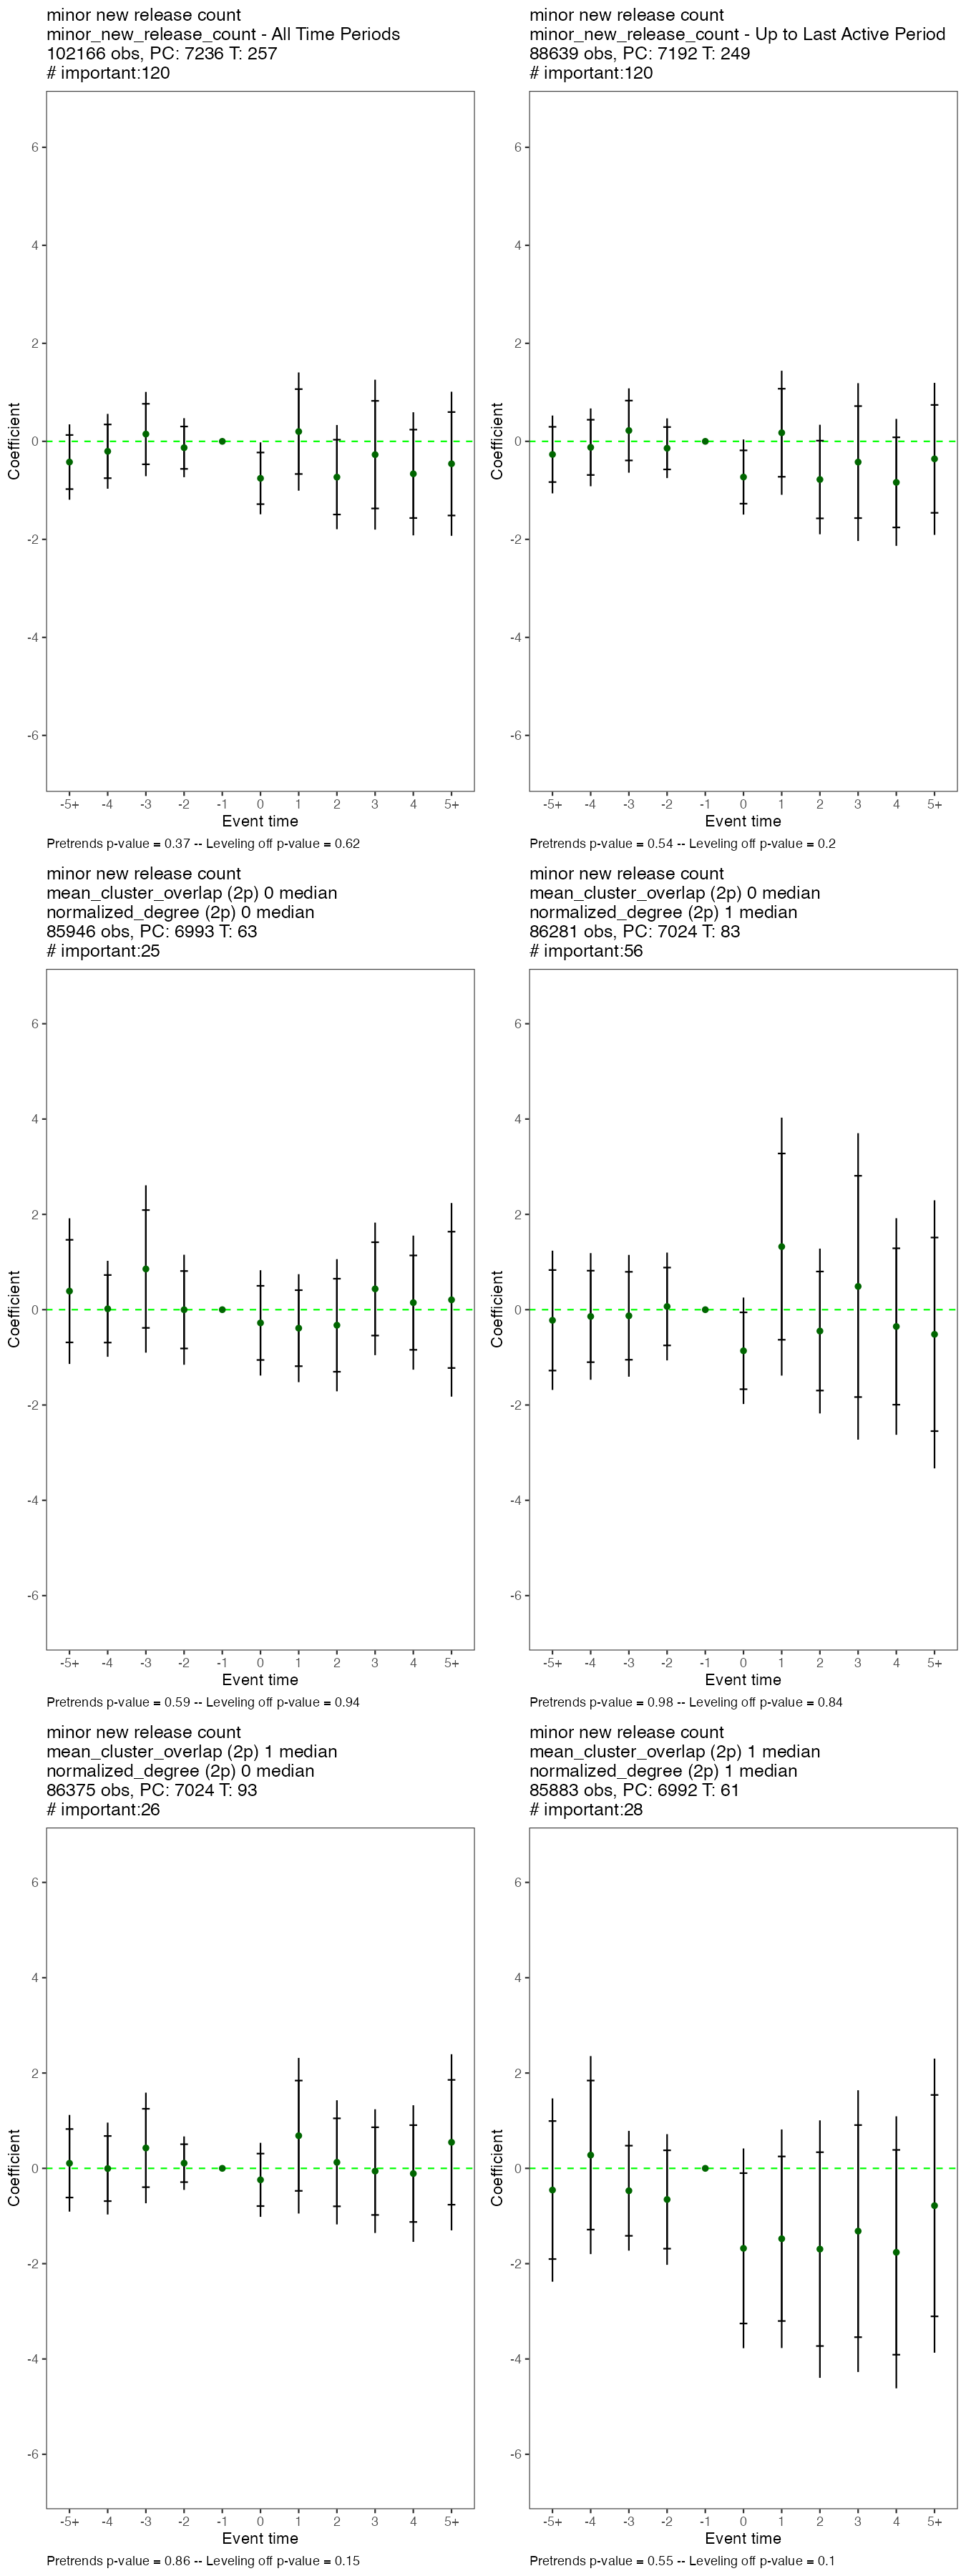 minor new release count
minor_new_release_count - All Time Periods
102166 obs, PC: 7236 T: 257
# important:120
6
4
2
0
-2
-4
-6
Coefficient
-5+ -4 -3 -2 -1 0 1 2 3 4 5+
Event time
Pretrends p-value = 0.37 -- Leveling off p-value = 0.62
minor new release count
minor_new_release_count - Up to Last Active Period
88639 obs, PC: 7192 T: 249
# important:120
6
4
2
0
-2
-4
-6
Coefficient
-5+ -4 -3 -2 -1 0 1 2 3 4 5+
Event time
Pretrends p-value = 0.54 -- Leveling off p-value = 0.2
minor new release count
mean_cluster_overlap (2p) 0 median
normalized_degree (2p) 0 median
85946 obs, PC: 6993 T: 63
# important:25
6
4
2
0
-2
-4
-6
Coefficient
-5+ -4 -3 -2 -1 0 1 2 3 4 5+
Event time
Pretrends p-value = 0.59 -- Leveling off p-value = 0.94
minor new release count
mean_cluster_overlap (2p) 0 median
normalized_degree (2p) 1 median
86281 obs, PC: 7024 T: 83
# important:56
6
4
2
0
-2
-4
-6
Coefficient
-5+ -4 -3 -2 -1 0 1 2 3 4 5+
Event time
Pretrends p-value = 0.98 -- Leveling off p-value = 0.84
minor new release count
mean_cluster_overlap (2p) 1 median
normalized_degree (2p) 0 median
86375 obs, PC: 7024 T: 93
# important:26
6
4
2
0
-2
-4
-6
Coefficient
-5+ -4 -3 -2 -1 0 1 2 3 4 5+
Event time
Pretrends p-value = 0.86 -- Leveling off p-value = 0.15
minor new release count
mean_cluster_overlap (2p) 1 median
normalized_degree (2p) 1 median
85883 obs, PC: 6992 T: 61
# important:28
6
4
2
0
-2
-4
-6
Coefficient
-5+ -4 -3 -2 -1 0 1 2 3 4 5+
Event time
Pretrends p-value = 0.55 -- Leveling off p-value = 0.1